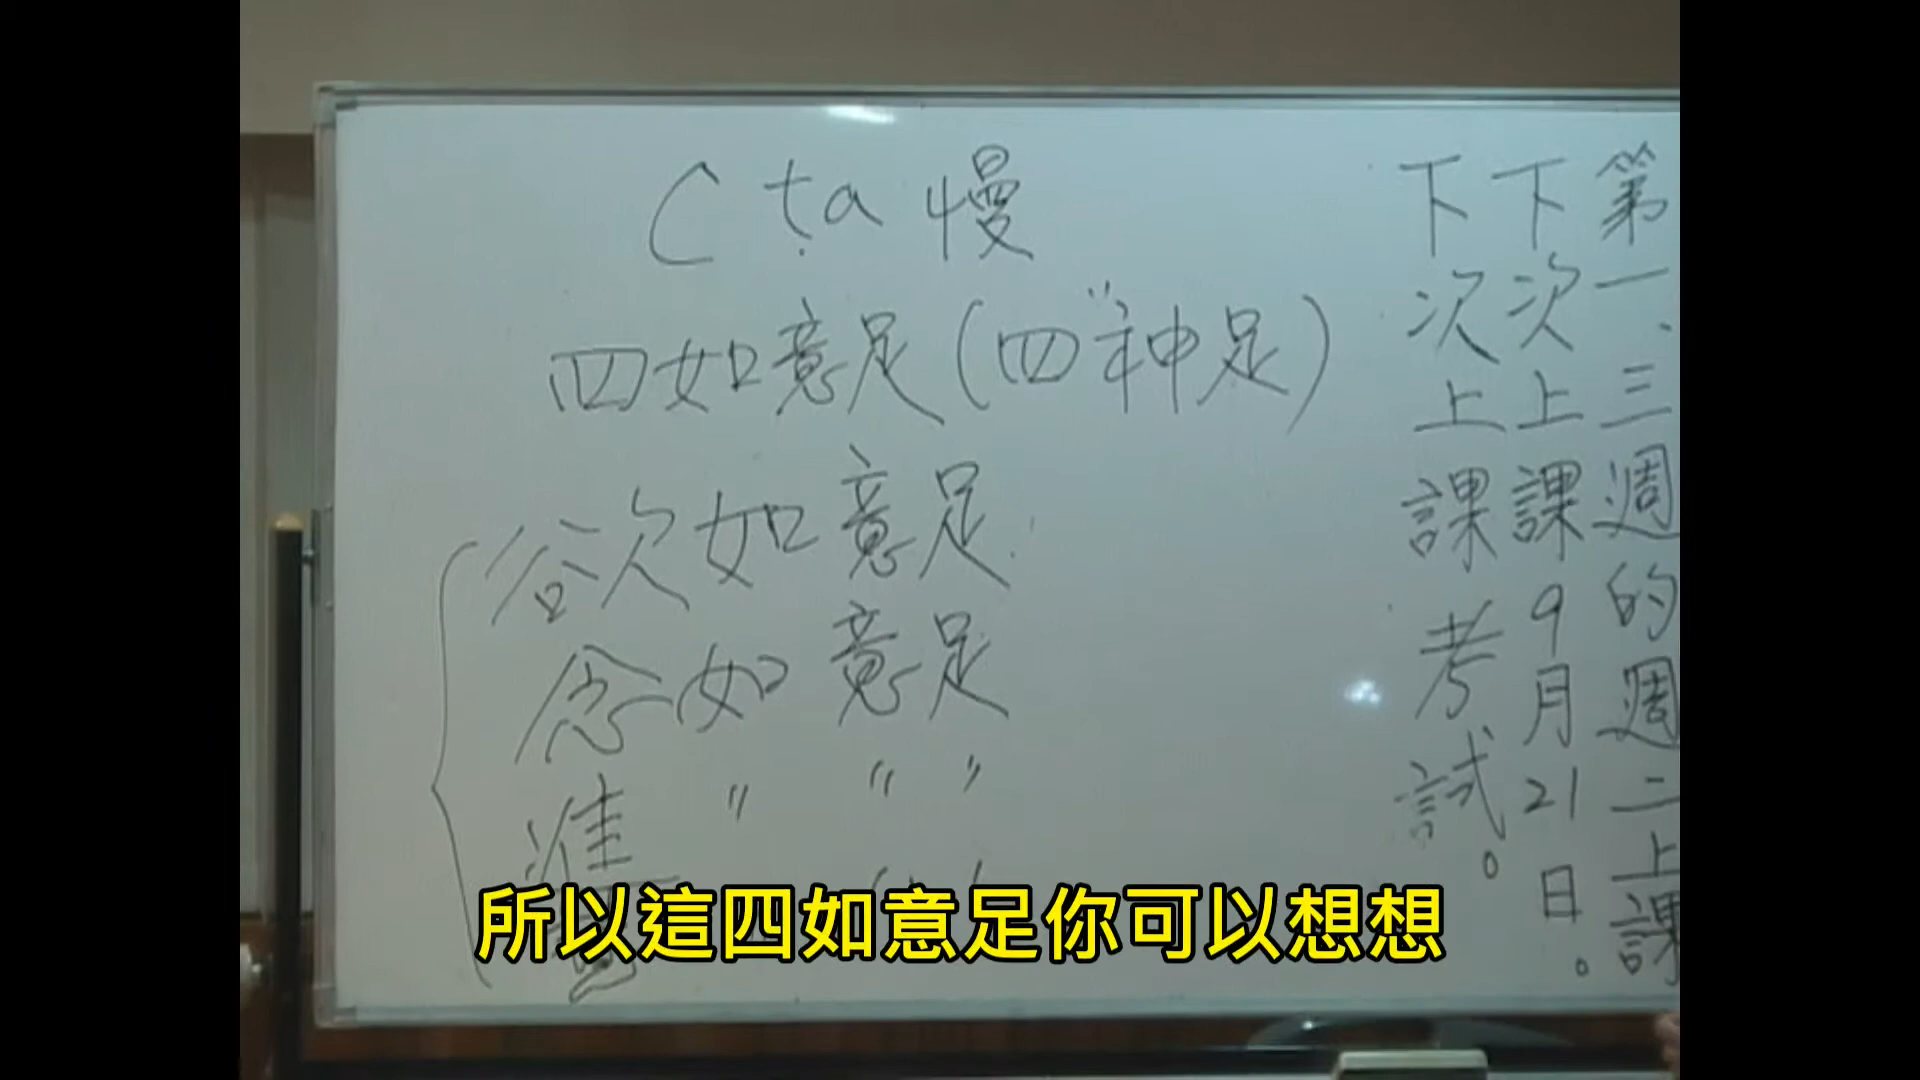 C ṭa 慢
四如意足(四"神足)
欲如意足
念如意足
進 〃 〃 〃
第一、三週的週二上課
下次上課9月21日。
下次上課考試。
所以這四如意足你可以想想